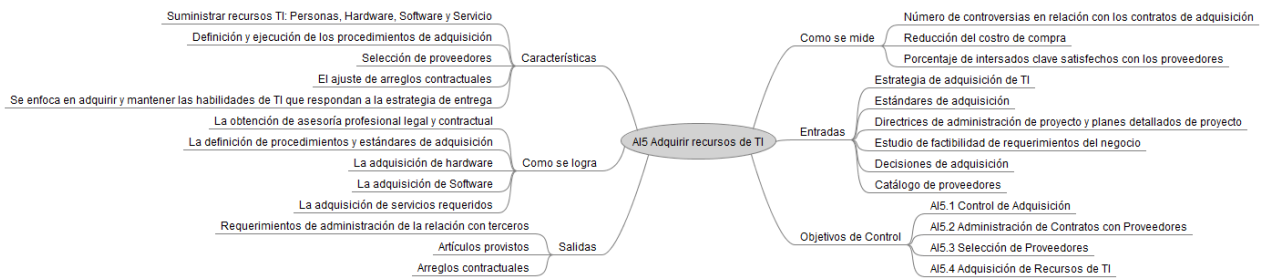 AI5 Adquirir recursos de TI
Características
Suministrar recursos TI: Personas, Hardware, Software y Servicio
Definición y ejecución de los procedimientos de adquisición
Selección de proveedores
El ajuste de arreglos contractuales
Se enfoca en adquirir y mantener las habilidades de TI que respondan a la estrategia de entrega
Como se logra
La obtención de asesoría profesional legal y contractual
La definición de procedimientos y estándares de adquisición
La adquisición de hardware
La adquisición de Software
La adquisición de servicios requeridos
Salidas
Requerimientos de administración de la relación con terceros
Artículos provistos
Arreglos contractuales
Como se mide
Número de controversias en relación con los contratos de adquisición
Reducción del costo de compra
Porcentaje de intersados clave satisfechos con los proveedores
Entradas
Estrategia de adquisición de TI
Estándares de adquisición
Directrices de administración de proyecto y planes detallados de proyecto
Estudio de factibilidad de requerimientos del negocio
Decisiones de adquisición
Catálogo de proveedores
Objetivos de Control
AI5.1 Control de Adquisición
AI5.2 Administración de Contratos con Proveedores
AI5.3 Selección de Proveedores
AI5.4 Adquisición de Recursos de TI